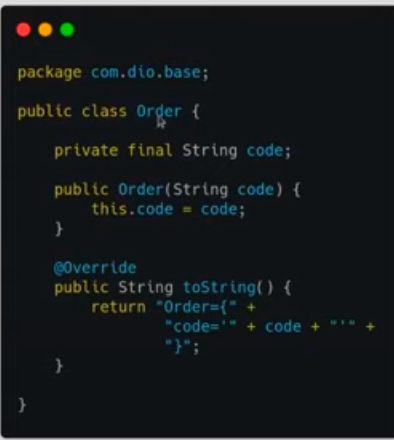 package com.dio.base;
public class Order {
private final String code;
public Order(String code) {
this.code = code;
}
@Override
public String toString() {
return "Order={" +
"code='" + code + "'" +
"}";
}
}